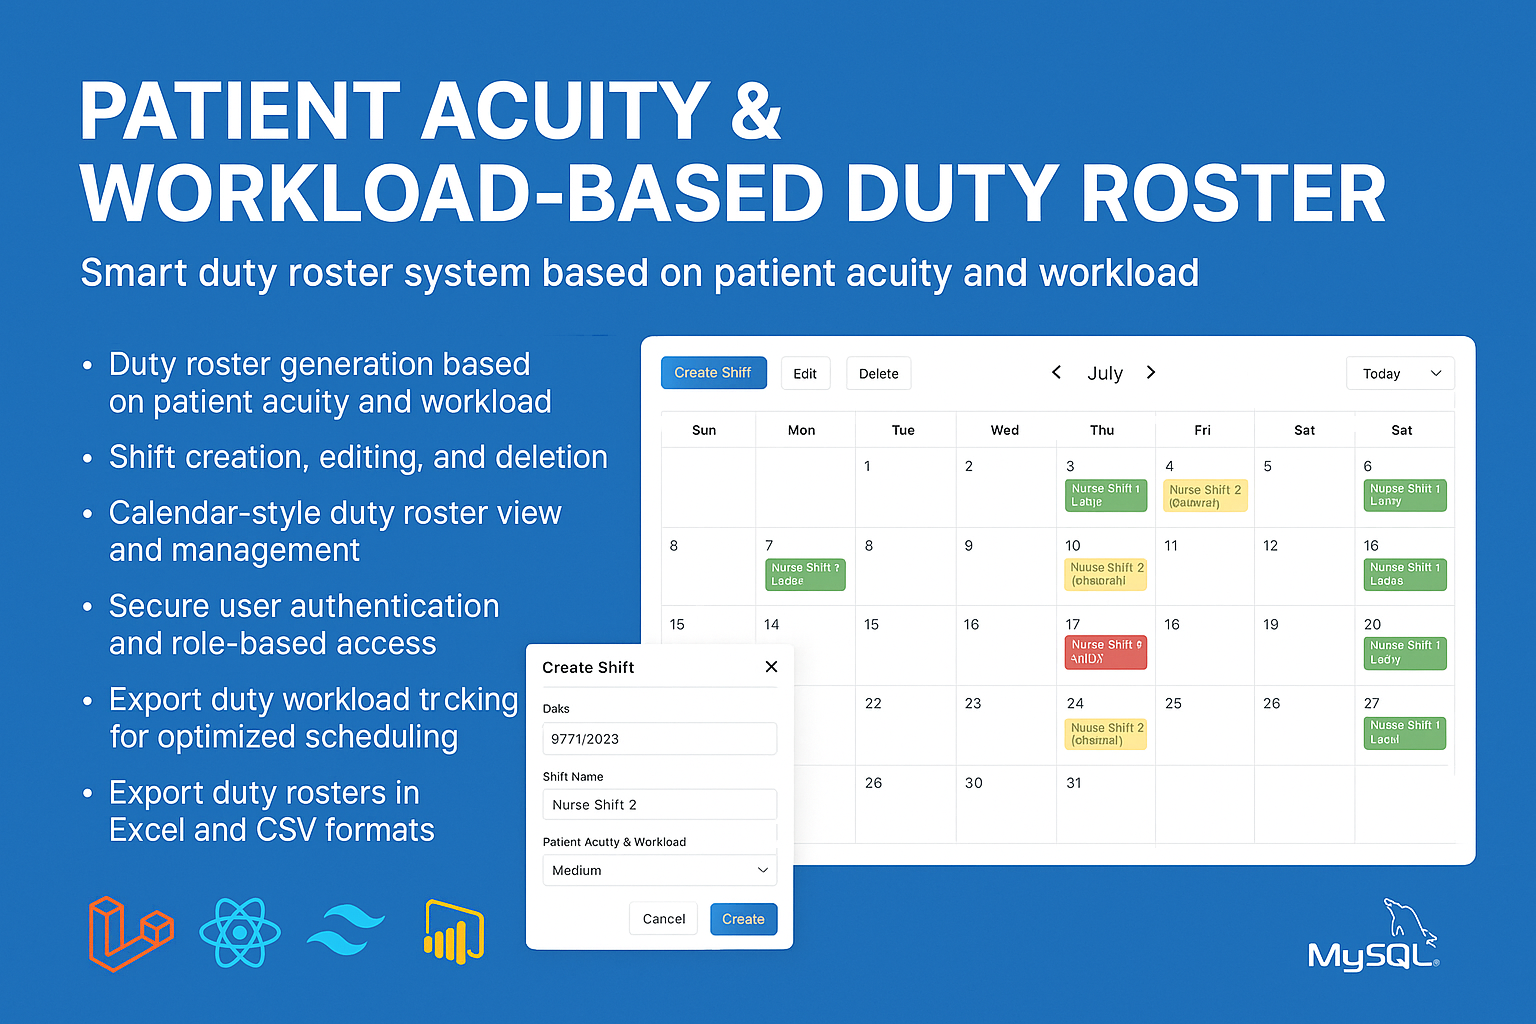 PATIENT ACUITY &
WORKLOAD-BASED DUTY ROSTER
Smart duty roster system based on patient acuity and workload
• Duty roster generation based
on patient acuity and workload
• Shift creation, editing, and deletion
• Calendar-style duty roster view
and management
• Secure user authentication
and role-based access
• Export duty workload trcking
for optimized scheduling
• Export duty rosters in
Excel and CSV formats
Create Shiff Edit Delete
July
Today
Sun Mon Tue Wed Thu Fri Sat Sat
1 2 3 4 5 6
Nurse Shift 1
Nurse Shift 2
Shift 1
8 7 8 9 10 11 12 16
Nurse Shift
Nuuse Shift 2
Nurse Shift 1
15 14 15 16 17 16 19 20
Nurse Shift
Nurse Shift 1
22 23 24 25 26 27
Nuuse Shift 2
Nusse Shift 1
26 30 31
Create Shift
Daks
9771/2023
Shift Name
Nurse Shift 2
Patient Acutty & Workload
Medium
Cancel Create
MySQL®